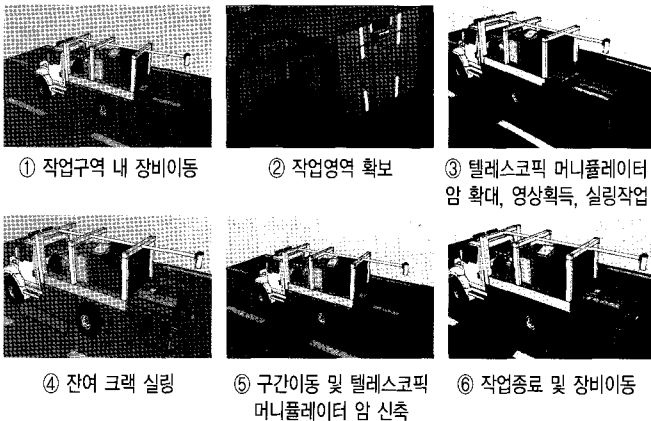 ① 작업구역 내 장비이동
② 작업영역 확보
③ 텔레스코픽 머니퓰레이터
암 확대, 영상획득, 실링작업
④ 잔여 크랙 실링
⑤ 구간이동 및 텔레스코픽
머니퓰레이터 암 신축
⑥ 작업종료 및 장비이동